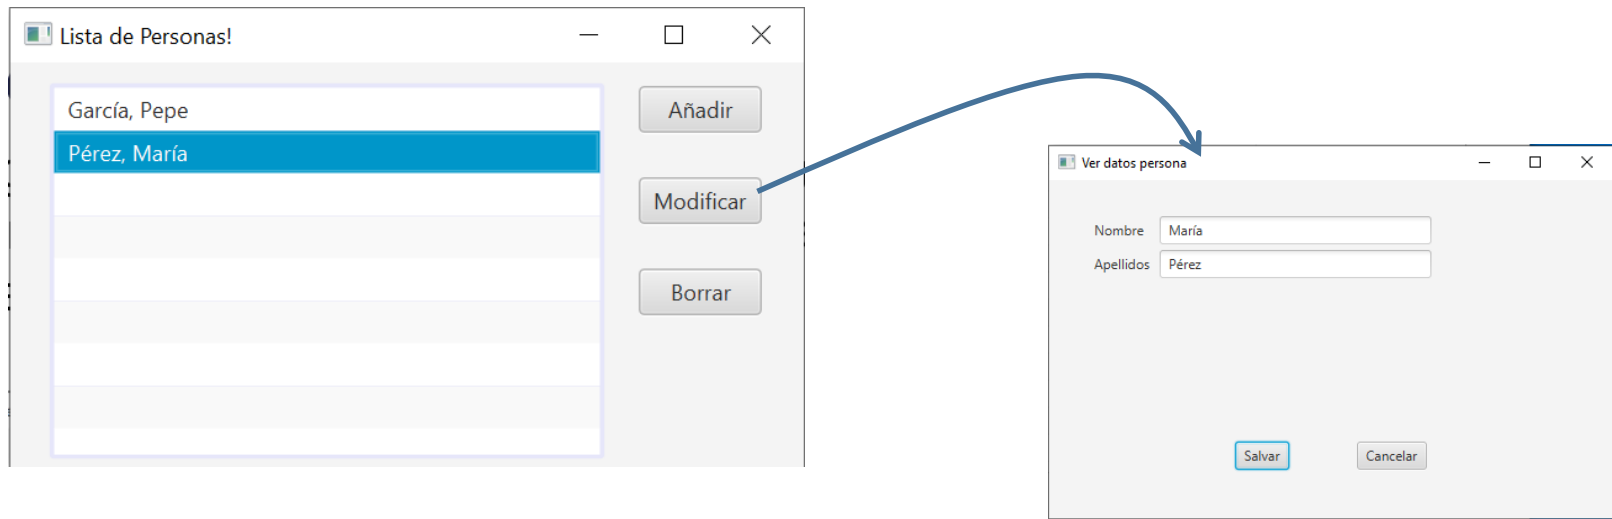 Lista de Personas!
García, Pepe
Pérez, María
Añadir
Modificar
Borrar
Ver datos persona
Nombre María
Apellidos Pérez
Salvar Cancelar